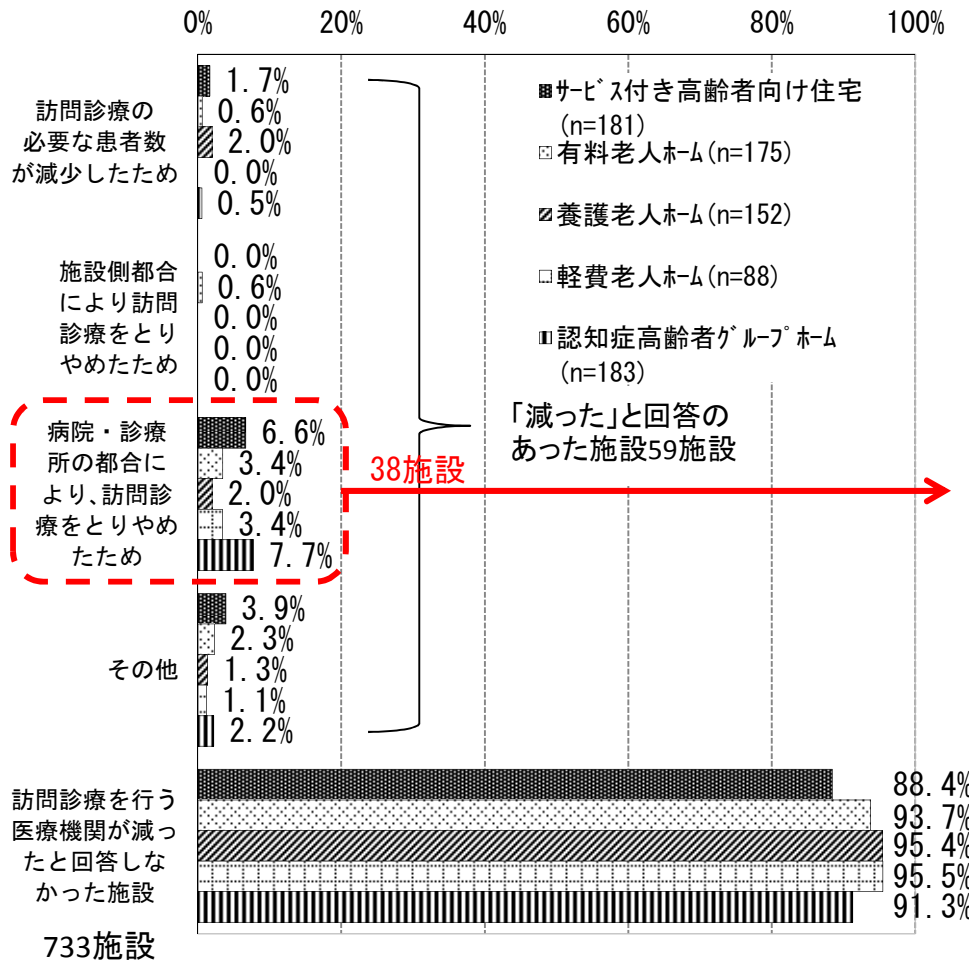 0% 20% 40% 60% 80% 100%
訪問診療の
必要な患者数
が減少したため
1.7%
0.6%
2.0%
0.0%
0.5%
施設側都合
により訪問
診療をとり
やめたため
0.0%
0.6%
0.0%
0.0%
0.0%
病院・診療
所の都合に
より、訪問診
療をとりやめ
たため
6.6%
3.4%
2.0%
3.4%
7.7%
その他
3.9%
2.3%
1.3%
1.1%
2.2%
訪問診療を行う
医療機関が減っ
たと回答しな
かった施設
733施設
88.4%
93.7%
95.4%
95.5%
91.3%
サービス付き高齢者向け住宅
(n=181)
有料老人ホーム(n=175)
養護老人ホーム(n=152)
軽費老人ホーム(n=88)
認知症高齢者グループホーム
(n=183)
「減った」と回答の
あった施設59施設
38施設